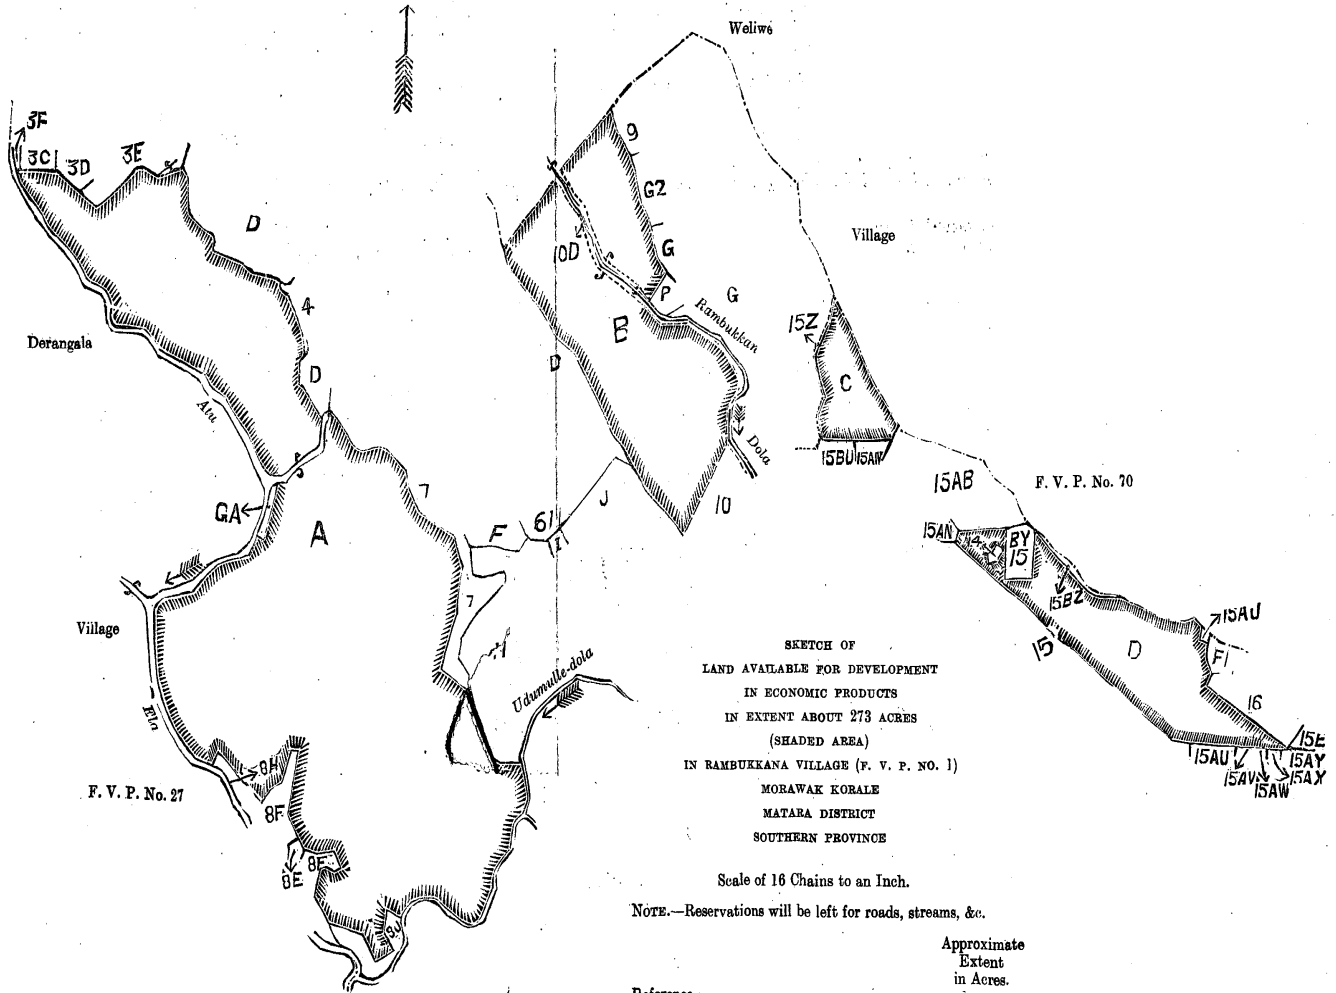 Weliwe
3F
3C
3D
3E
D
9
G2
G
10D
P
G
Rambukkan
Village
4
B
15Z
Derangala
D
D
C
Atu
Dola
15BU
15AB
F. V. P. No. 70
7
J
10
GA
A
F
61
I
15AN
14
BY
15
15BZ
7
15AU
Village
15
D
F1
SKETCH OF
LAND AVAILABLE FOR DEVELOPMENT
IN ECONOMIC PRODUCTS
IN EXTENT ABOUT 273 ACRES
(SHADED AREA)
IN RAMBUKKANA VILLAGE (F. V. P. NO. 1)
MORAWAK KORALE
MATARA DISTRICT
SOUTHERN PROVINCE
Udumulle-dola
Ela
16
15E
15AU
15AY
15AV
15AX
15AW
8H
F. V. P. No. 27
8F
8F
8E
Scale of 16 Chains to an Inch.
NOTE.—Reservations will be left for roads, streams, &c.
Approximate
Extent
in Acres.